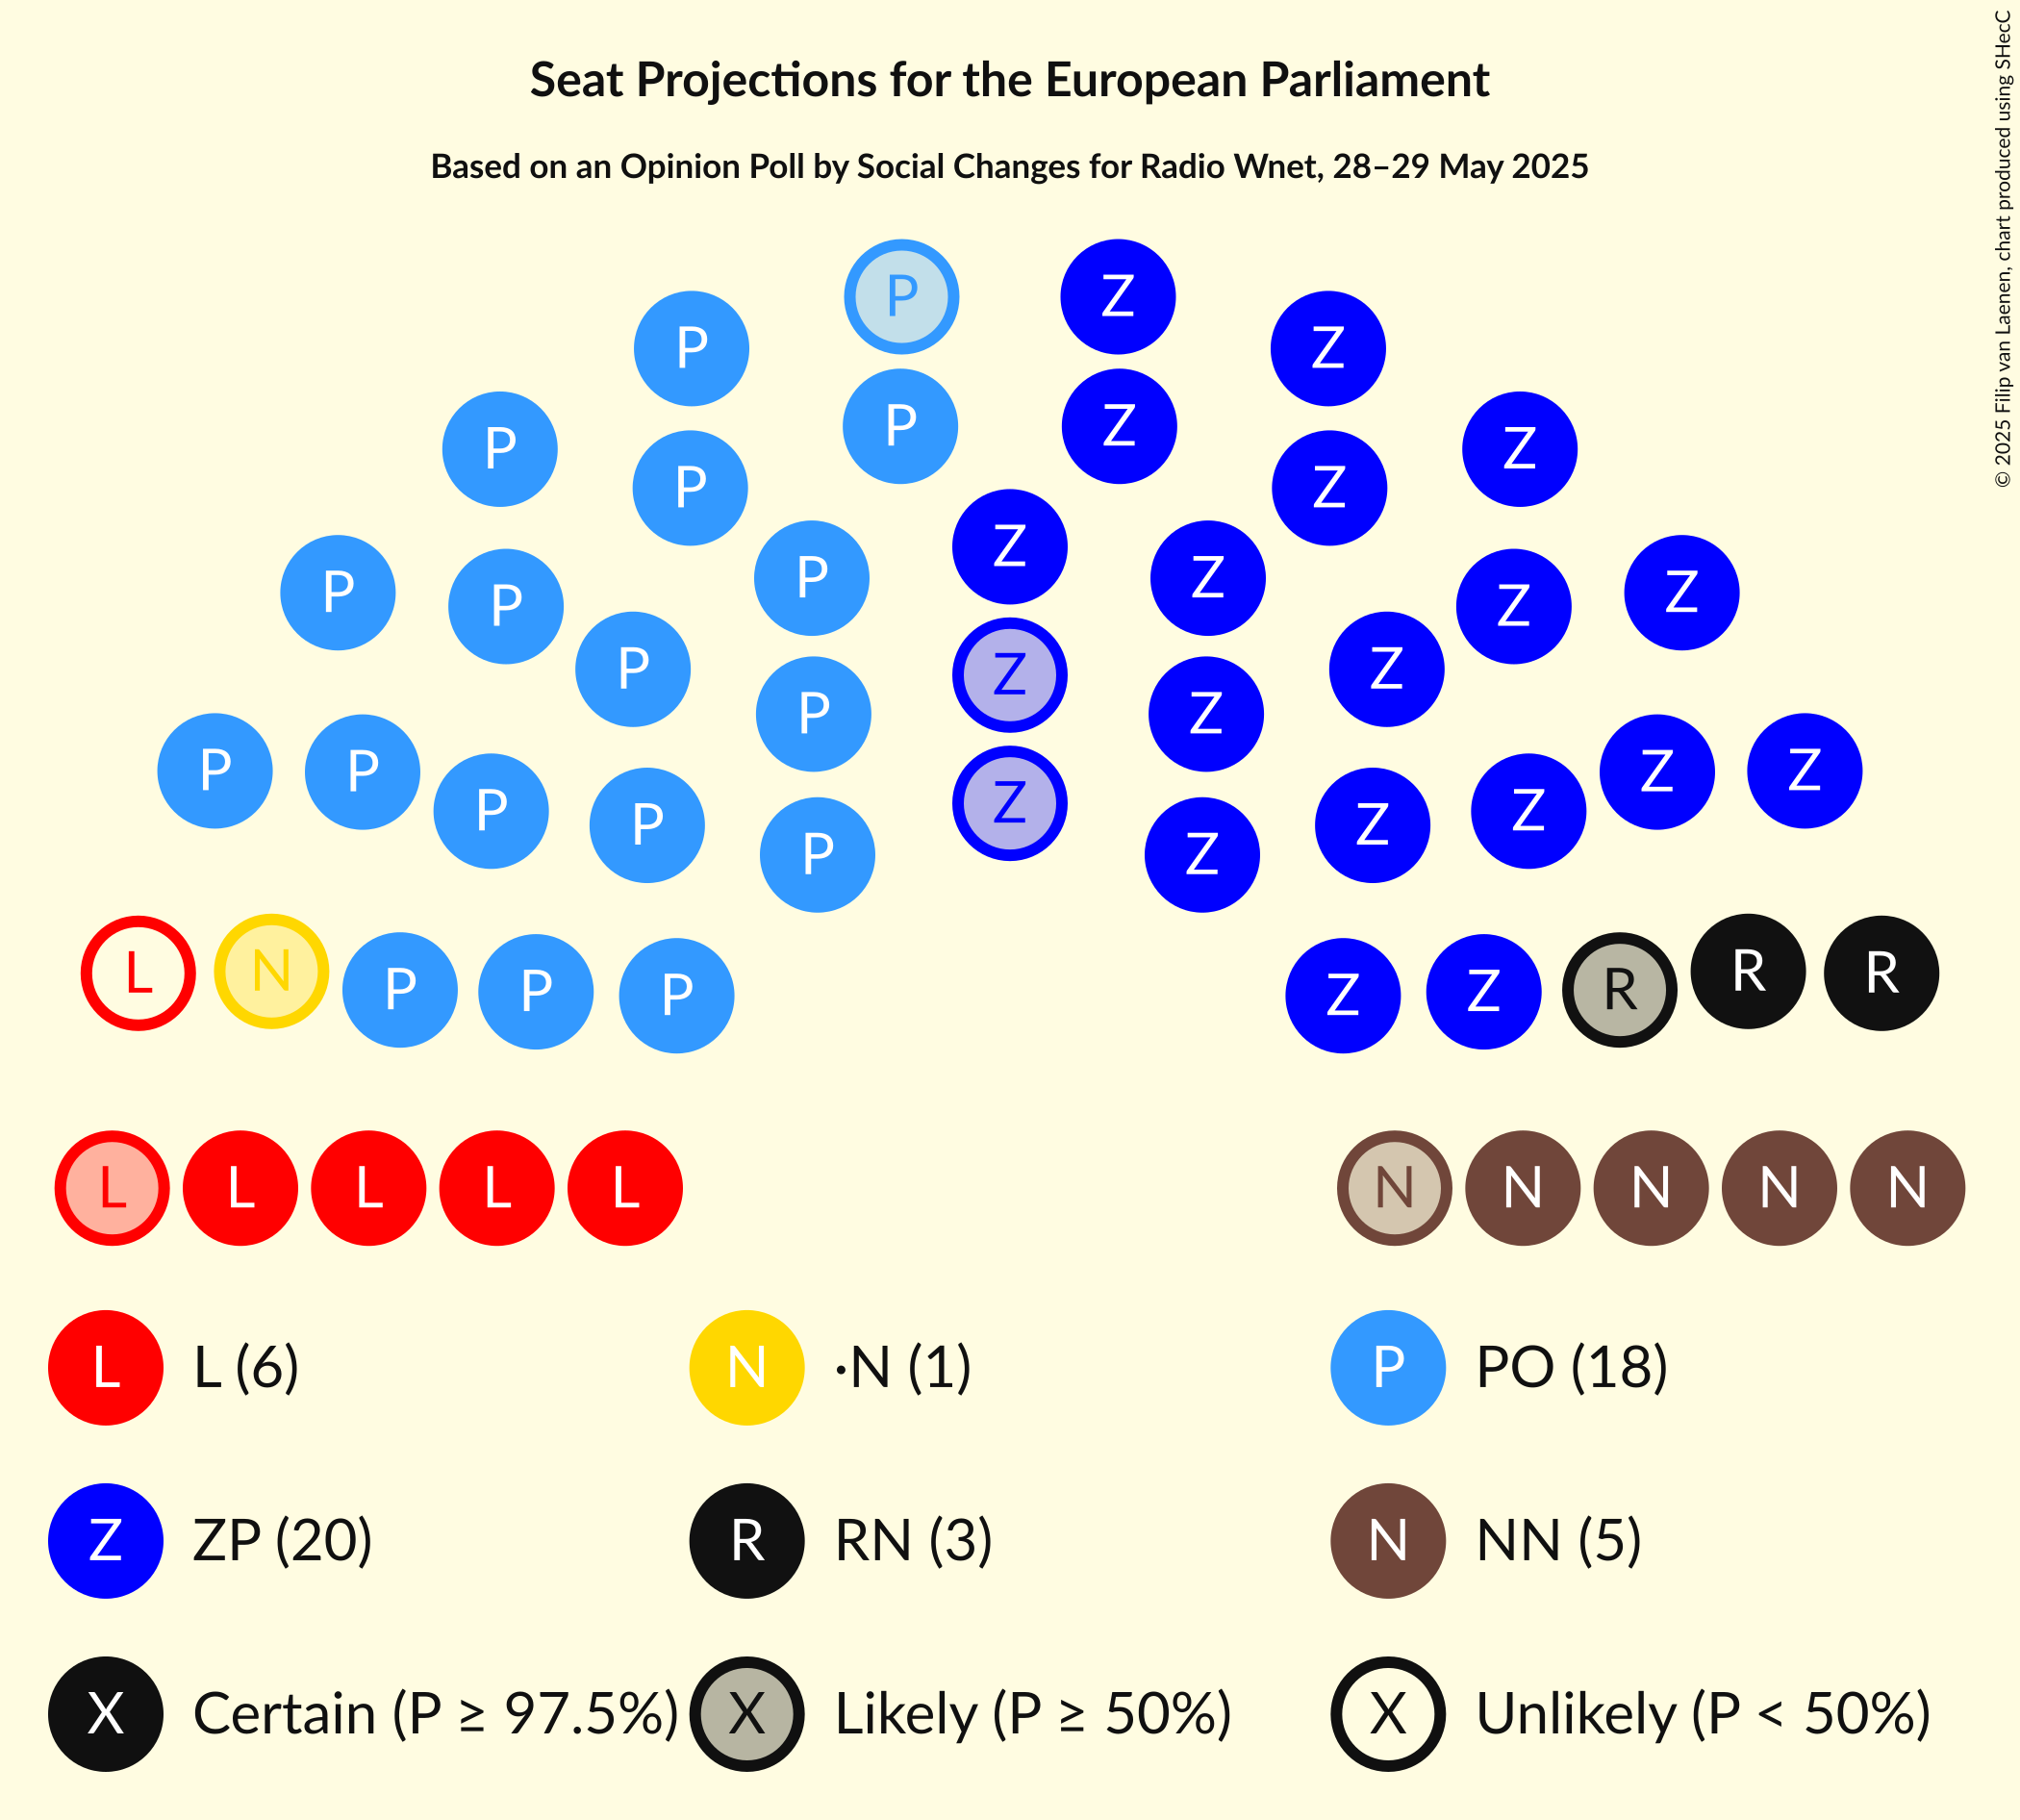 Seat Projections for the European Parliament
Based on an Opinion Poll by Social Changes for Radio Wnet, 28–29 May 2025
© 2025 Filip van Laenen, chart produced using SHecC
P Z
P Z
P Z
P Z
P P Z Z
Z
P Z
P Z
P P Z Z
P Z
Z
P Z
P P Z Z
P Z
Z
P Z
P Z
L N R R
P R
P Z
P Z
L L L L L N N N N N
L L (6) N ·N (1) P PO (18)
Z ZP (20) R RN (3) N NN (5)
X Certain (P ≥ 97.5%) X Likely (P ≥ 50%) X Unlikely (P < 50%)